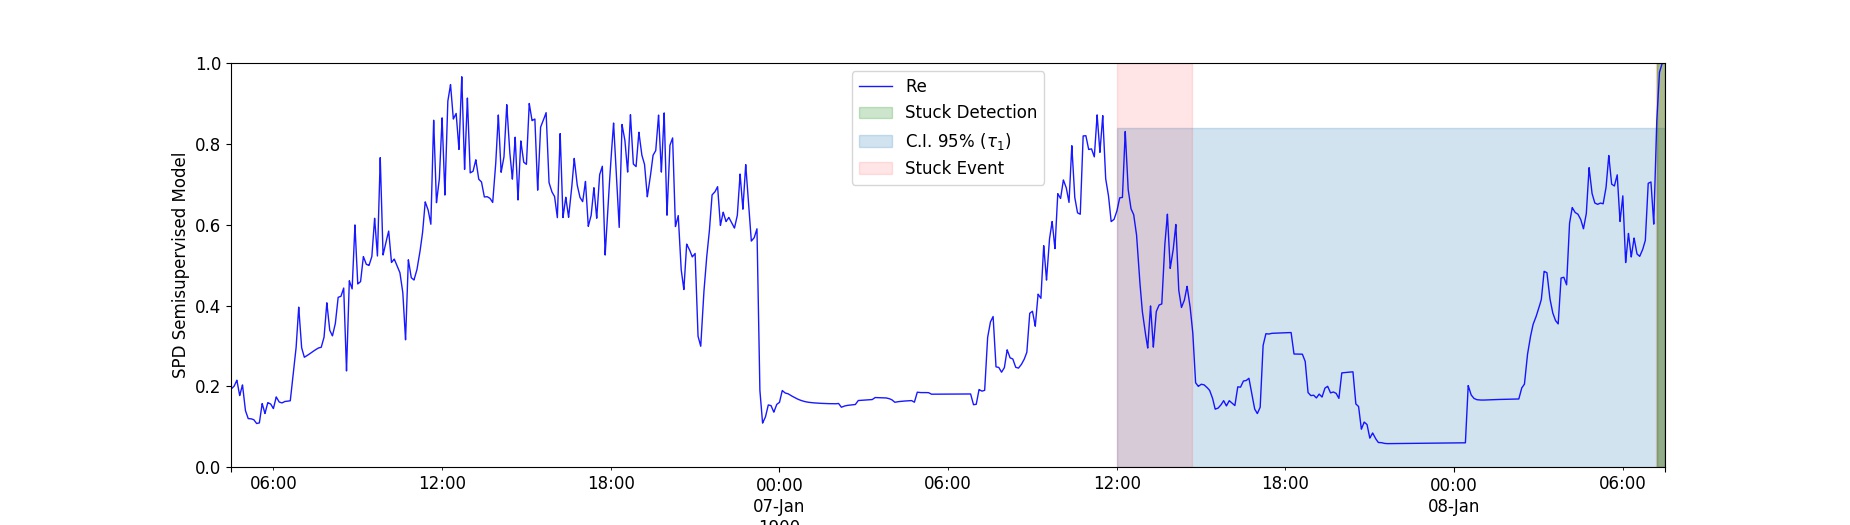 SPD Semisupervised Model
1.0
0.8
0.6
0.4
0.2
0.0
Re
Stuck Detection
C.I. 95% (τ₁)
Stuck Event
06:00 12:00 18:00 00:00 06:00 12:00 18:00 00:00 06:00
07-Jan 08-Jan
1900